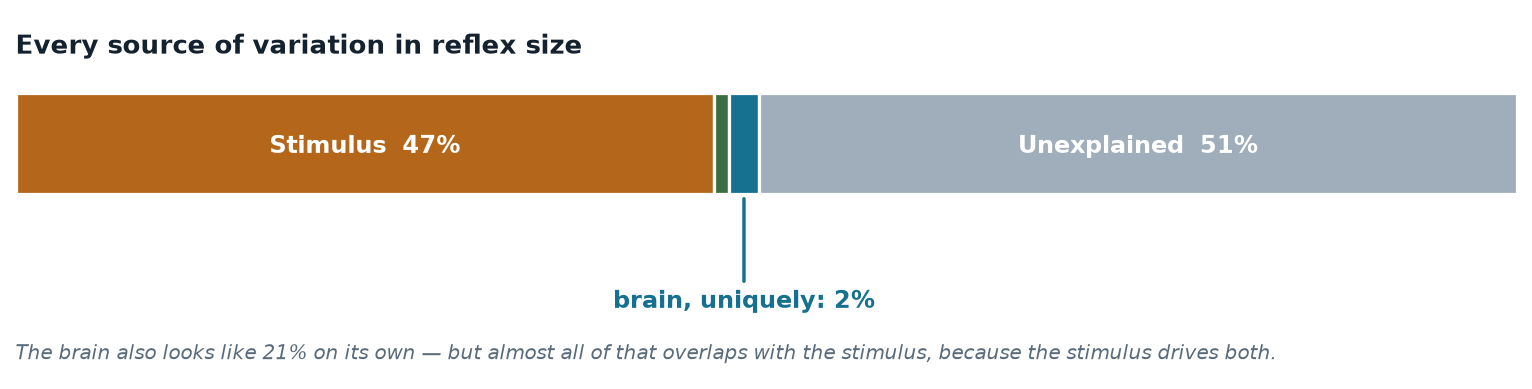 Every source of variation in reflex size
Stimulus 47%
Unexplained 51%
brain, uniquely: 2%
The brain also looks like 21% on its own — but almost all of that overlaps with the stimulus, because the stimulus drives both.